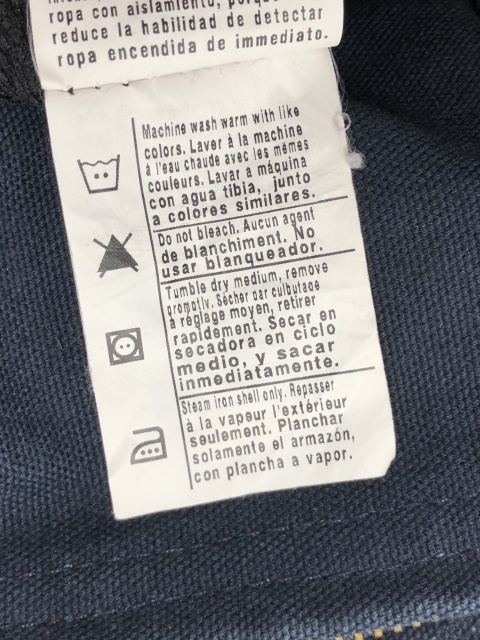 ropa con aislamiento,
reduce la habilidad de detectar
ropa encendida de immediato.
Machine wash warm with like
colors. Laver à la machine
à l'eau chaude avec les mêmes
couleurs. Lavar a máquina
con agua tibia, junto
a colores similares.
Do not bleach. Aucun agent
de blanchiment. No
usar blanqueador.
Tumble dry medium, remove
promptly. Sécher par culbutage
à réglage moyen, retirer
rapidement. Secar en
secadora en ciclo
medio, y sacar
inmediatamente.
Steam iron shell only. Repasser
à la vapeur l'extérieur
seulement. Planchar
solamente el armazón,
con plancha a vapor.